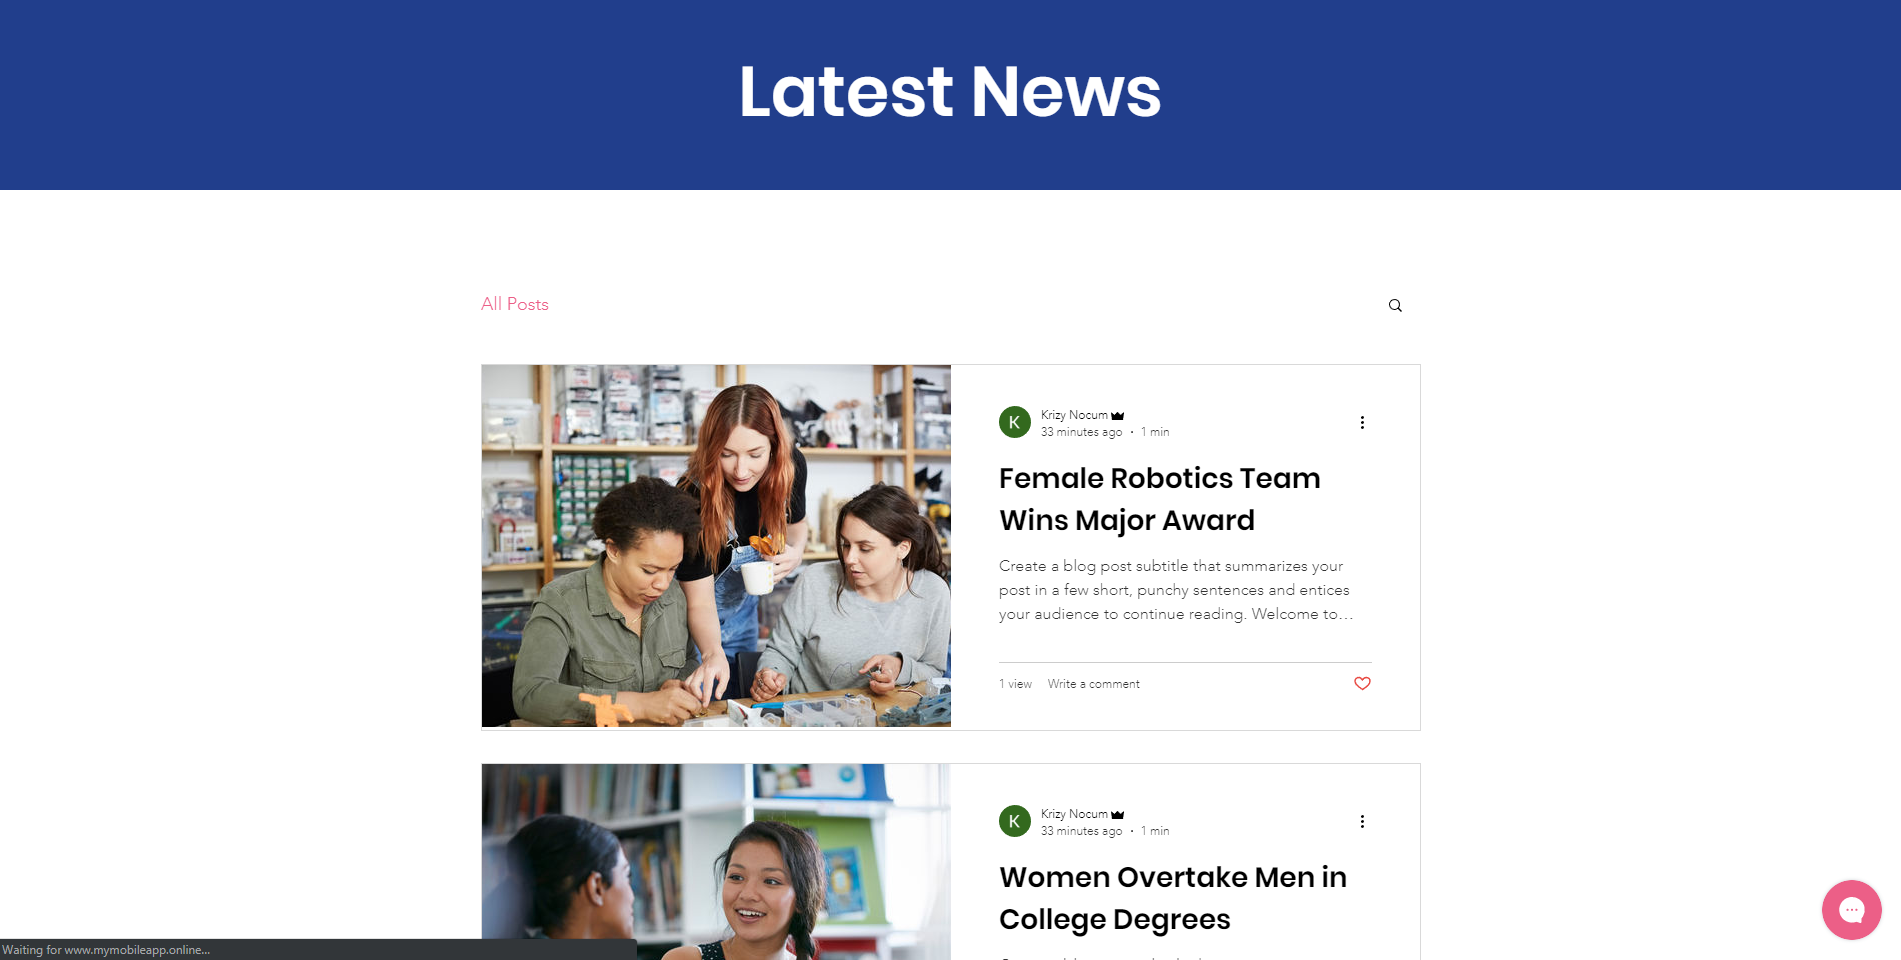 Latest News
All Posts
K
Krizy Nocum
33 minutes ago · 1 min
Female Robotics Team
Wins Major Award
Create a blog post subtitle that summarizes your
post in a few short, punchy sentences and entices
your audience to continue reading. Welcome to...
1 view Write a comment
K
Krizy Nocum
33 minutes ago · 1 min
Women Overtake Men in
College Degrees
Waiting for www.mymobileapp.online...